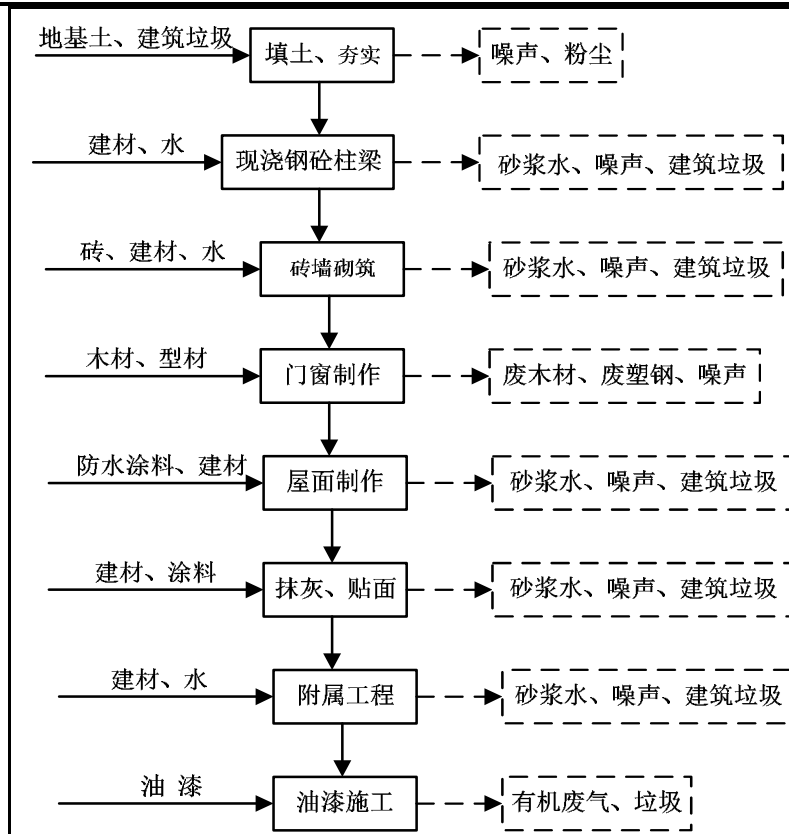 地基土、建筑垃圾
填土、夯实
噪声、粉尘
建材、水
现浇钢砼柱梁
砂浆水、噪声、建筑垃圾
砖、建材、水
砖墙砌筑
砂浆水、噪声、建筑垃圾
木材、型材
门窗制作
废木材、废塑钢、噪声
防水涂料、建材
屋面制作
砂浆水、噪声、建筑垃圾
建材、涂料
抹灰、贴面
砂浆水、噪声、建筑垃圾
建材、水
附属工程
砂浆水、噪声、建筑垃圾
油 漆
油漆施工
有机废气、垃圾